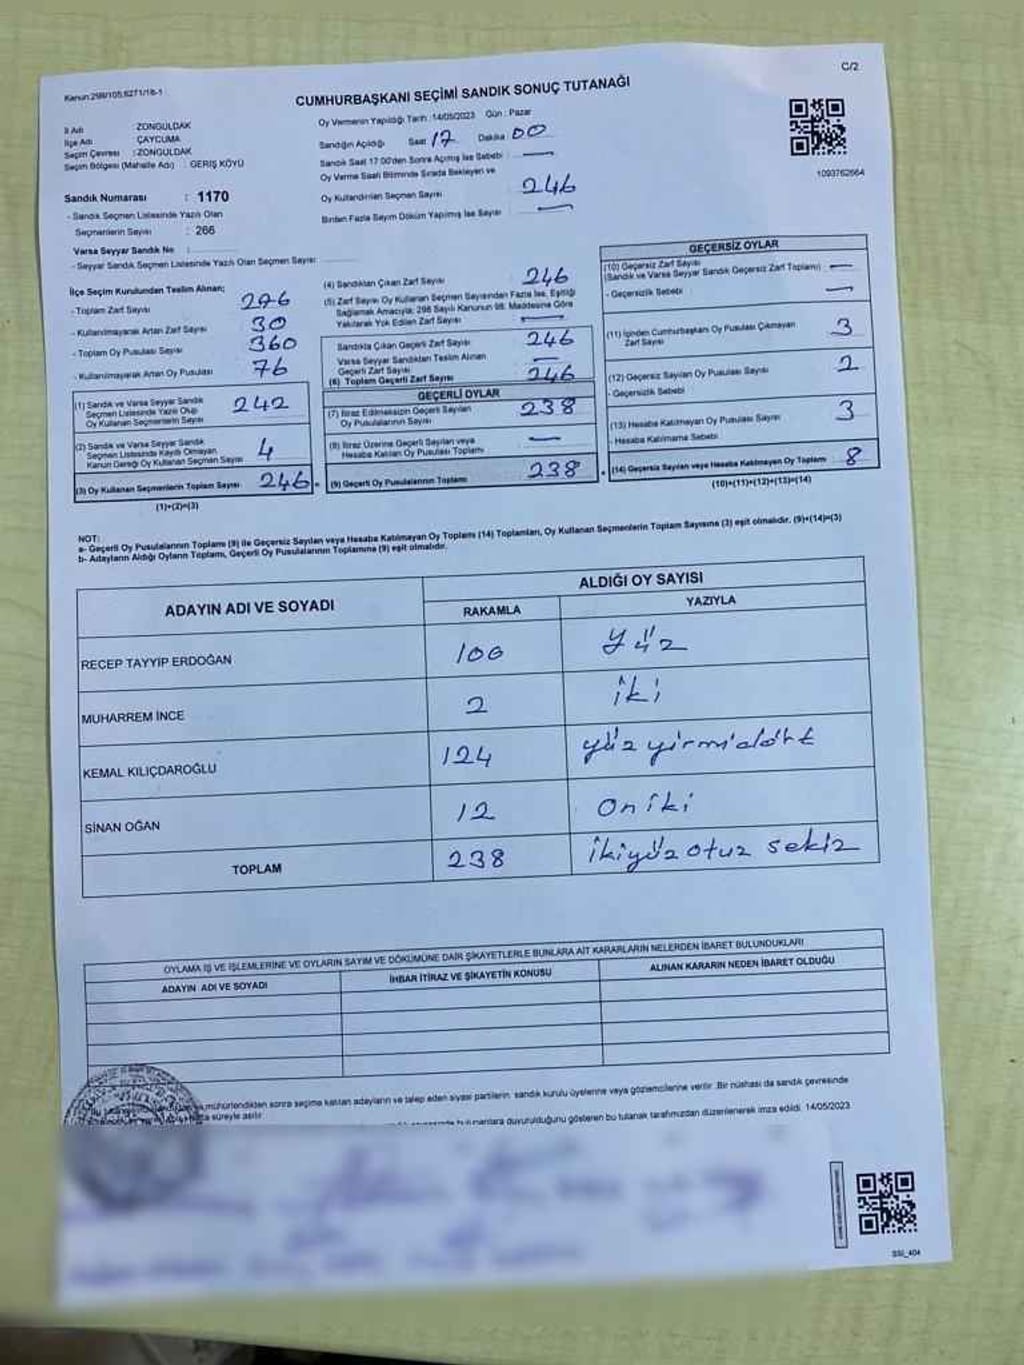 Kanun:298/105,6271/16-1
C/2
CUMHURBAŞKANI SEÇİMİ SANDIK SONUÇ TUTANAĞI
İl Adı : ZONGULDAK
İlçe Adı : ÇAYCUMA
Seçim Çevresi : ZONGULDAK
Seçim Bölgesi (Mahalle Adı) : GERİŞ KÖYÜ
Sandık Numarası : 1170
- Sandık Seçmen Listesinde Yazılı Olan
Seçmenlerin Sayısı : 266
Varsa Seyyar Sandık No :
- Seyyar Sandık Seçmen Listesinde Yazılı Olan Seçmen Sayısı:
Oy Vermenin Yapıldığı Tarih : 14/05/2023 Gün : Pazar
Sandığın Açıldığı Saat 17 Dakika 00
Sandık Saat 17:00'den Sonra Açılmış İse Sebebi : —
Oy Verme Saati Bitiminde Sırada Bekleyen ve
Oy Kullandırılan Seçmen Sayısı 246
Birden Fazla Sayım Döküm Yapılmış İse Sayısı : —
1093762664
İlçe Seçim Kurulundan Teslim Alınan;
- Toplam Zarf Sayısı 276
- Kullanılmayarak Artan Zarf Sayısı 30
- Toplam Oy Pusulası Sayısı 360
- Kullanılmayarak Artan Oy Pusulası 76
(1) Sandık ve Varsa Seyyar Sandık
Seçmen Listesinde Yazılı Olup
Oy Kullanan Seçmenlerin Sayısı 242
(2) Sandık ve Varsa Seyyar Sandık
Seçmen Listesinde Kayıtlı Olmayan
Kanun Gereği Oy Kullanan Seçmen Sayısı 4
(3) Oy Kullanan Seçmenlerin Toplam Sayısı 246
(1)+(2)=(3)
(4) Sandıktan Çıkan Zarf Sayısı 246
(5) Zarf Sayısı Oy Kullanan Seçmen Sayısından Fazla İse, Eşitliği
Sağlamak Amacıyla; 298 Sayılı Kanunun 98. Maddesine Göre
Yakılarak Yok Edilen Zarf Sayısı —
Sandıkta Çıkan Geçerli Zarf Sayısı 246
Varsa Seyyar Sandıktan Teslim Alınan
Geçerli Zarf Sayısı —
(6) Toplam Geçerli Zarf Sayısı 246
GEÇERLİ OYLAR
(7) İtiraz Edilmeksizin Geçerli Sayılan
Oy Pusulalarının Sayısı 238
(8) İtiraz Üzerine Geçerli Sayılan veya
Hesaba Katılan Oy Pusulası Toplamı —
(9) Geçerli Oy Pusulalarının Toplamı 238
GEÇERSİZ OYLAR
(10) Geçersiz Zarf Sayısı
(Sandık ve Varsa Seyyar Sandık Geçersiz Zarf Toplamı) —
- Geçersizlik Sebebi —
(11) İçinden Cumhurbaşkanı Oy Pusulası Çıkmayan
Zarf Sayısı 3
(12) Geçersiz Sayılan Oy Pusulası Sayısı 2
- Geçersizlik Sebebi
(13) Hesaba Katılmayan Oy Pusulası Sayısı 3
- Hesaba Katılmama Sebebi
(14) Geçersiz Sayılan veya Hesaba Katılmayan Oy Toplamı 8
(10)+(11)+(12)+(13)=(14)
NOT:
a- Geçerli Oy Pusulalarının Toplamı (9) ile Geçersiz Sayılan veya Hesaba Katılmayan Oy Toplamı (14) Toplamları, Oy Kullanan Seçmenlerin Toplam Sayısına (3) eşit olmalıdır. (9)+(14)=(3)
b- Adayların Aldığı Oyların Toplamı, Geçerli Oy Pusulalarının Toplamına (9) eşit olmalıdır.
ADAYIN ADI VE SOYADI
ALDIĞI OY SAYISI
RAKAMLA YAZIYLA
RECEP TAYYİP ERDOĞAN 100 yüz
MUHARREM İNCE 2 iki
KEMAL KILIÇDAROĞLU 124 yüz yirmidört
SİNAN OĞAN 12 oniki
TOPLAM 238 ikiyüz otuz sekiz
OYLAMA İŞ VE İŞLEMLERİNE VE OYLARIN SAYIM VE DÖKÜMÜNE DAİR ŞİKAYETLERLE BUNLARA AİT KARARLARIN NELERDEN İBARET BULUNDUKLARI
ADAYIN ADI VE SOYADI İHBAR İTİRAZ VE ŞİKAYETİN KONUSU ALINAN KARARIN NEDEN İBARET OLDUĞU
mühürlendikten sonra seçime katılan adayların ve talep eden siyasi partilerin sandık kurulu üyelerine veya gözlemcilerine verilir. Bir nüshası da sandık çevresinde
süreyle asılır.
bulunanlara duyurulduğunu gösteren bu tutanak tarafımızdan düzenlenerek imza edildi. 14/05/2023
SSI_404